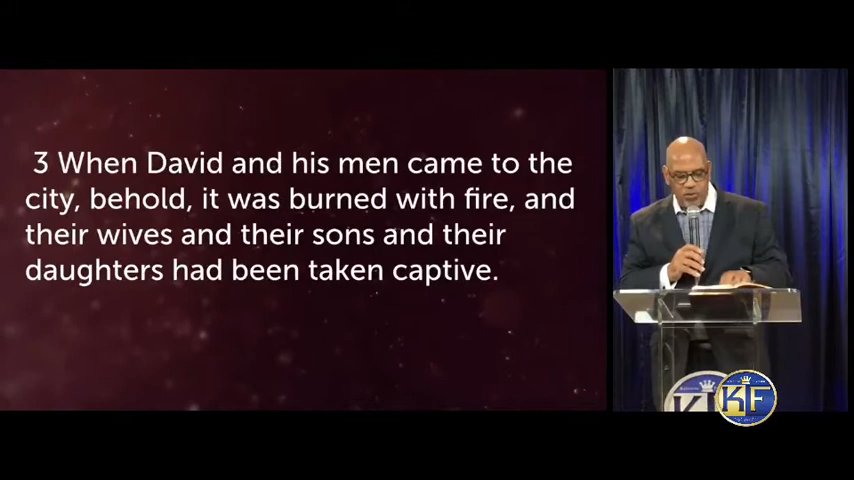 3 When David and his men came to the
city, behold, it was burned with fire, and
their wives and their sons and their
daughters had been taken captive.
KF